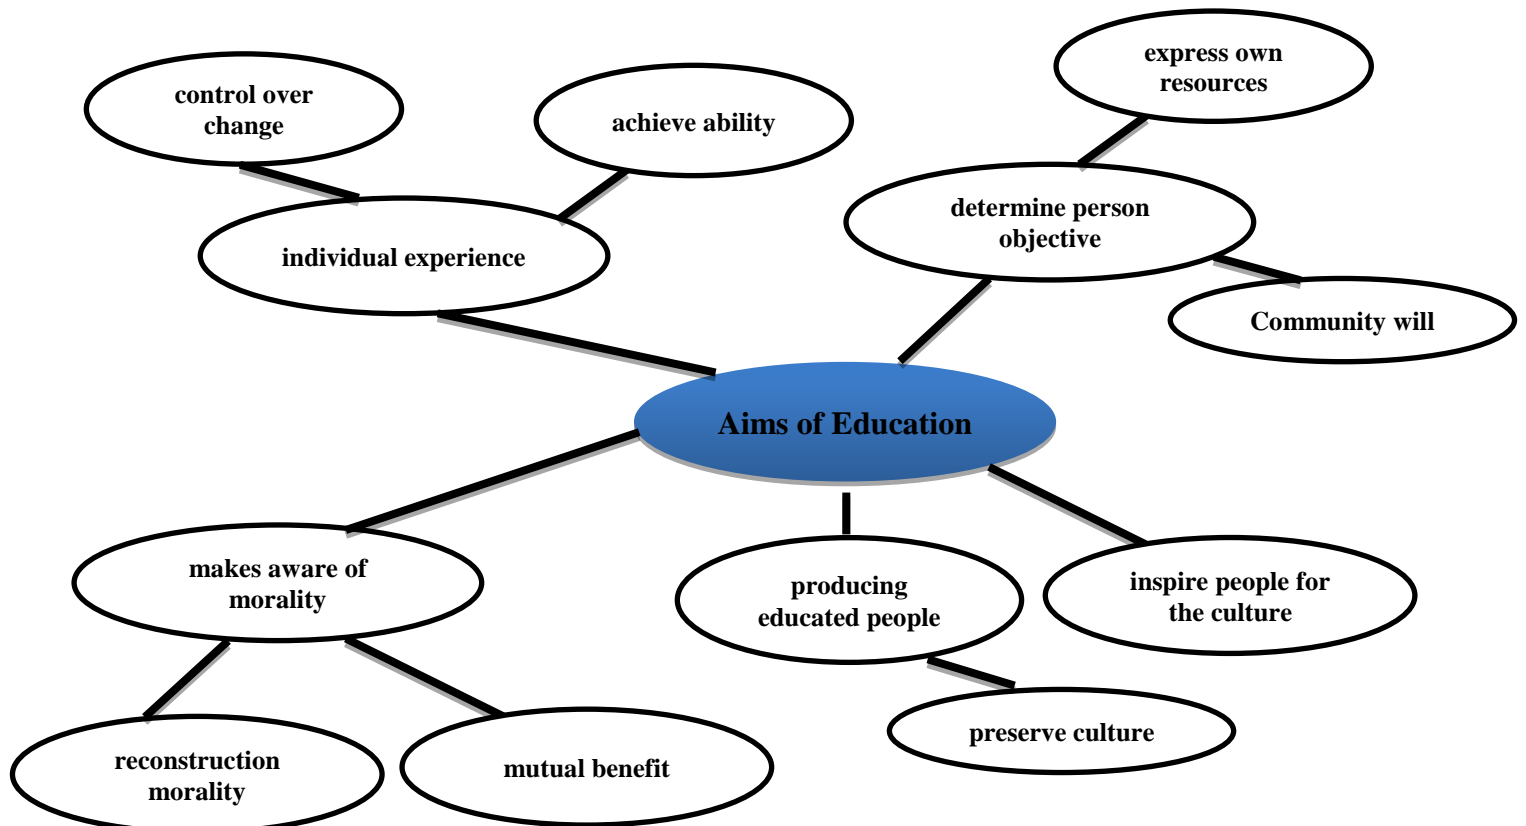 express own
resources
control over
change
achieve ability
determine person
objective
individual experience
Community will
Aims of Education
makes aware of
morality
producing
educated people
inspire people for
the culture
preserve culture
reconstruction
morality
mutual benefit